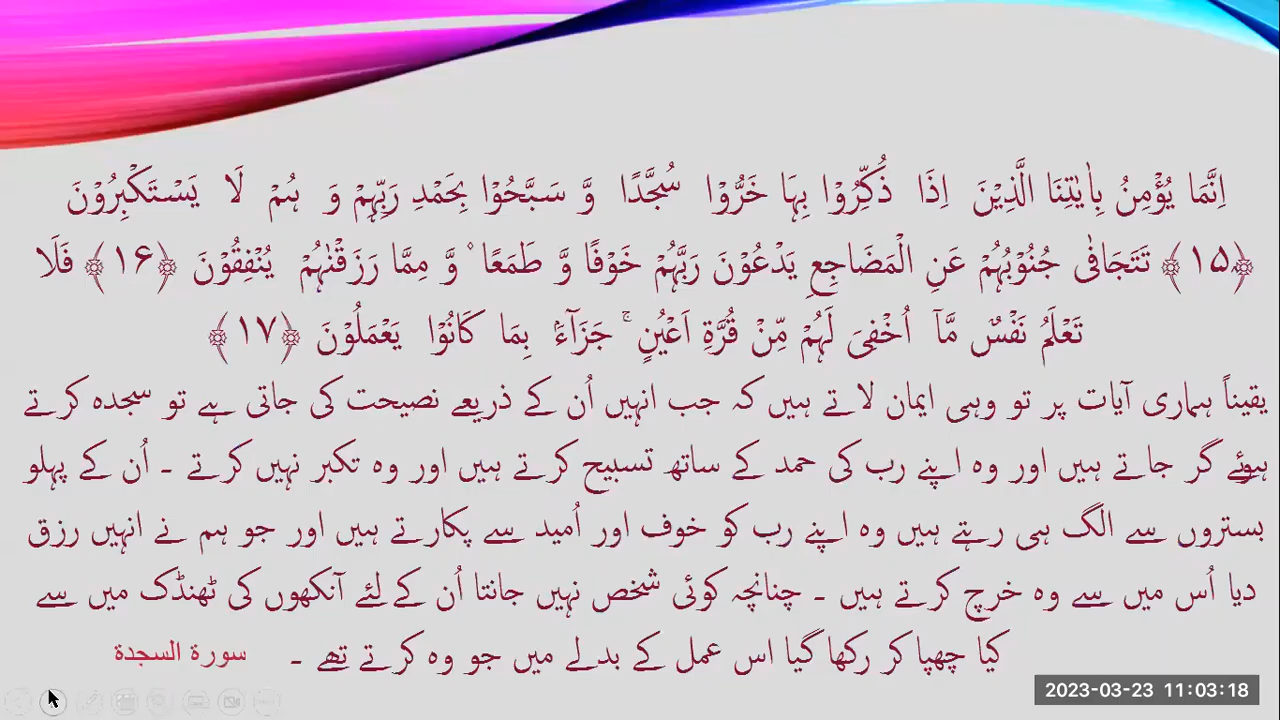 اِنَّمَا يُؤۡمِنُ بِاٰيٰتِنَا الَّذِيۡنَ اِذَا ذُكِّرُوۡا بِہَا خَرُّوۡا سُجَّدًا وَّ سَبَّحُوۡا بِحَمۡدِ رَبِّہِمۡ وَ ہُمۡ لَا يَسۡتَكۡبِرُوۡنَ
﴿۱۵﴾ تَتَجَافٰى جُنُوۡبُہُمۡ عَنِ الۡمَضَاجِعِ يَدۡعُوۡنَ رَبَّہُمۡ خَوۡفًا وَّ طَمَعًا ۫ وَّ مِمَّا رَزَقۡنٰہُمۡ يُنۡفِقُوۡنَ ﴿۱۶﴾ فَلَا
تَعۡلَمُ نَفۡسٌ مَّاۤ اُخۡفِىَ لَہُمۡ مِّنۡ قُرَّةِ اَعۡيُنٍ ۚ جَزَآءًۢ بِمَا كَانُوۡا يَعۡمَلُوۡنَ ﴿۱۷﴾
یقیناً ہماری آیات پر تو وہی ایمان لاتے ہیں کہ جب انہیں اُن کے ذریعے نصیحت کی جاتی ہے تو سجدہ کرتے
ہوئے گر جاتے ہیں اور وہ اپنے رب کی حمد کے ساتھ تسبیح کرتے ہیں اور وہ تکبر نہیں کرتے ۔ اُن کے پہلو
بستروں سے الگ ہی رہتے ہیں وہ اپنے رب کو خوف اور اُمید سے پکارتے ہیں اور جو ہم نے انہیں رزق
دیا اُس میں سے وہ خرچ کرتے ہیں ۔ چنانچہ کوئی شخص نہیں جانتا اُن کے لئے آنکھوں کی ٹھنڈک میں سے
کیا چھپا کر رکھا گیا اس عمل کے بدلے میں جو وہ کرتے تھے ۔ سورة السجدة
2023-03-23 11:03:18